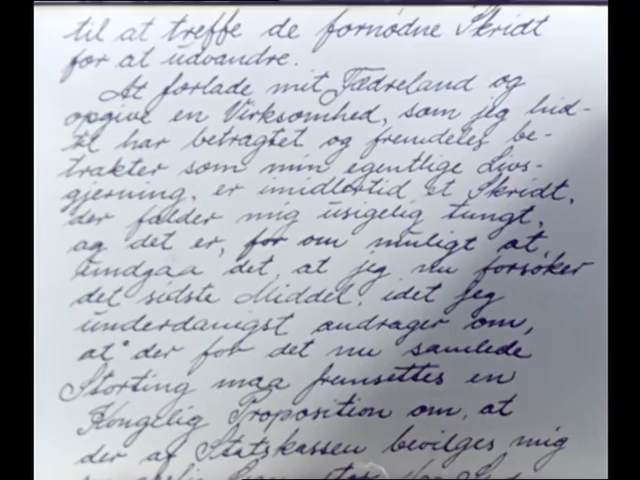 til at treffe de fornødne Skridt
for at udvandre.
At forlade mit Fædreland og
opgive en Virksomhed, som jeg hid-
til har betragtet og fremdeles be-
trakter som min egentlige Livs-
gjerning, er imidlertid et Skridt,
der falder mig usigelig tungt,
og det er, for om muligt at
undgaa det, at jeg nu forsøker
det sidste Middel, idet jeg
underdanigst andrager om,
at der for det nu samlede
Storting maa fremsettes en
Kongelig Proposition om, at
der af Statskassen bevilges mig